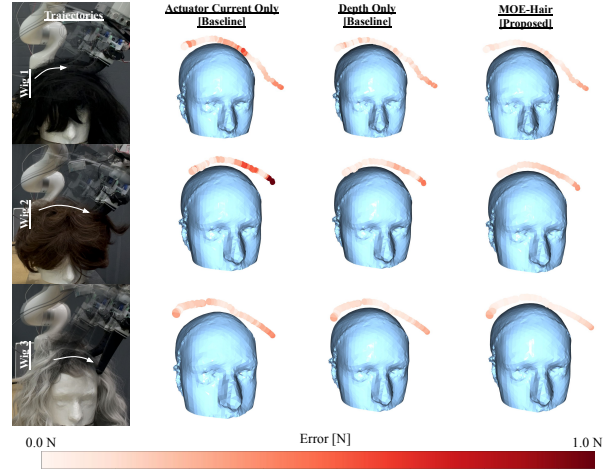 Trajectories
Actuator Current Only
[Baseline]
Depth Only
[Baseline]
MOE-Hair
[Proposed]
Wig 1
Wig 2
Wig 3
0.0 N
Error [N]
1.0 N